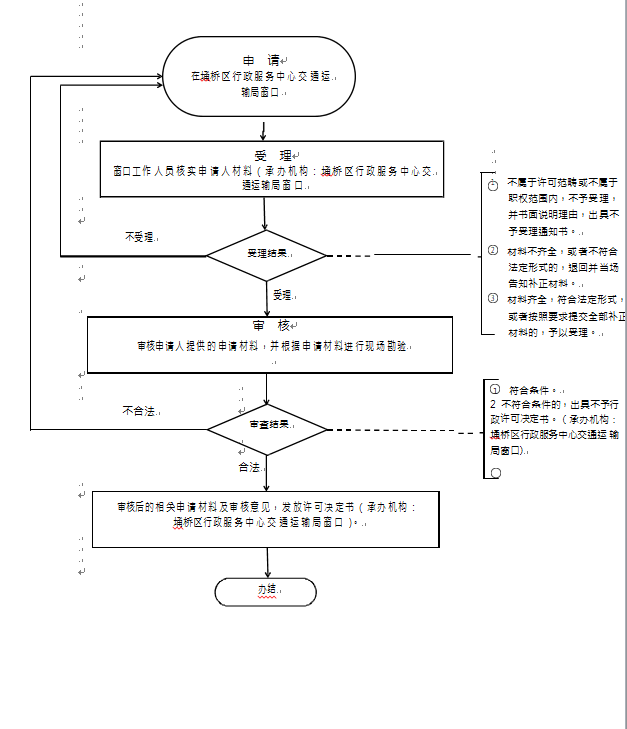 申 请
在埇桥区行政服务中心交通运
输局窗口
受 理
窗口工作人员核实申请人材料(承办机构:埇桥区行政服务中心交
通运输局窗口
不受理
受理结果
受理
① 不属于许可范畴或不属于
职权范围内,不予受理,
并书面说明理由,出具不
予受理通知书。
② 材料不齐全,或者不符合
法定形式的,退回并当场
告知补正材料。
③ 材料齐全,符合法定形式,
或者按照要求提交全部补正
材料的,予以受理。
审 核
审核申请人提供的申请材料,并根据申请材料进行现场勘验
不合法
审查结果
合法
① 符合条件。
2 不符合条件的,出具不予行
政许可决定书。(承办机构:
埇桥区行政服务中心交通运输
局窗口)
审核后的相关申请材料及审核意见,发放许可决定书(承办机构:
埇桥区行政服务中心交通运输局窗口)。
办结